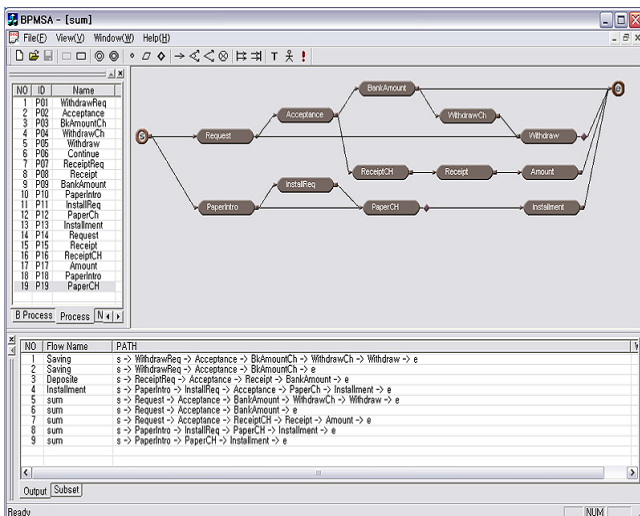 BPMSA - [sum]
File(F) View(V) Window(W) Help(H)
T
NO ID Name
1 P01 WithdrawReq
2 P02 Acceptance
3 P03 BkAmountCh
4 P04 WithdrawCh
5 P05 Withdraw
6 P06 Continue
7 P07 ReceiptReq
8 P08 Receipt
9 P09 BankAmount
10 P10 PaperIntro
11 P11 InstallReq
12 P12 PaperCh
13 P13 Installment
14 P14 Request
15 P15 Receipt
16 P16 ReceiptCH
17 P17 Amount
18 P18 PaperIntro
19 P19 PaperCH
B Process Process N
BankAmount
Acceptance
WithdrawCh
S
Request
Withdraw
ReceiptCH Receipt Amount
InstallReq
PaperIntro PaperCH Installment
NO Flow Name PATH
1 Saving s -> WithdrawReq -> Acceptance -> BkAmountCh -> WithdrawCh -> Withdraw -> e
2 Saving s -> WithdrawReq -> Acceptance -> BkAmountCh -> e
3 Deposite s -> ReceiptReq -> Acceptance -> Receipt -> BankAmount -> e
4 Installment s -> PaperIntro -> InstallReq -> Acceptance -> PaperCh -> Installment -> e
5 sum s -> Request -> Acceptance -> BankAmount -> WithdrawCh -> Withdraw -> e
6 sum s -> Request -> Acceptance -> BankAmount -> e
7 sum s -> Request -> Acceptance -> ReceiptCH -> Receipt -> Amount -> e
8 sum s -> PaperIntro -> InstallReq -> PaperCH -> Installment -> e
9 sum s -> PaperIntro -> PaperCH -> Installment -> e
Output Subset
Ready NUM